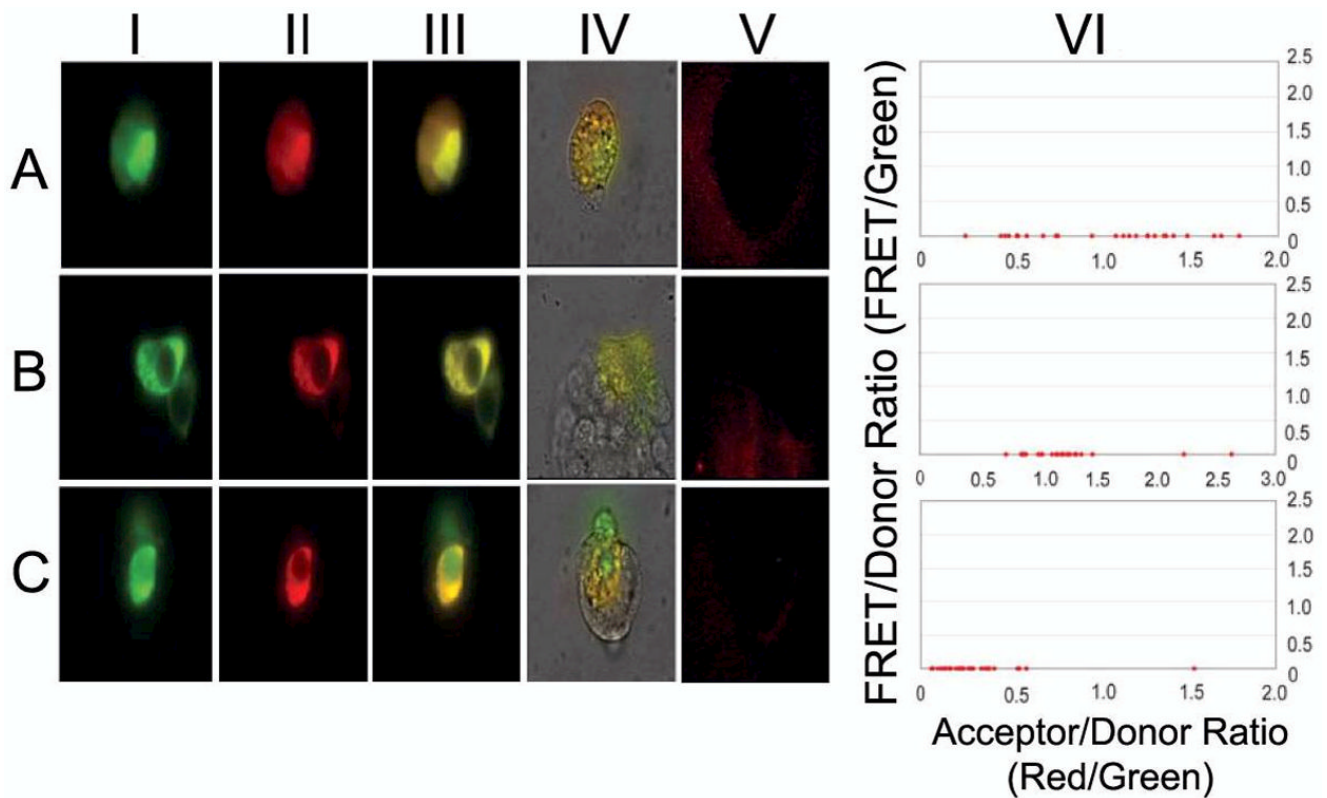 I II III IV V VI
A
B
C
FRET/Donor Ratio (FRET/Green)
2.5
2.0
1.5
1.0
0.5
0
0 0.5 1.0 1.5 2.0
2.5
2.0
1.5
1.0
0.5
0
0 0.5 1.0 1.5 2.0 2.5 3.0
2.5
2.0
1.5
1.0
0.5
0
0 0.5 1.0 1.5 2.0
Acceptor/Donor Ratio
(Red/Green)